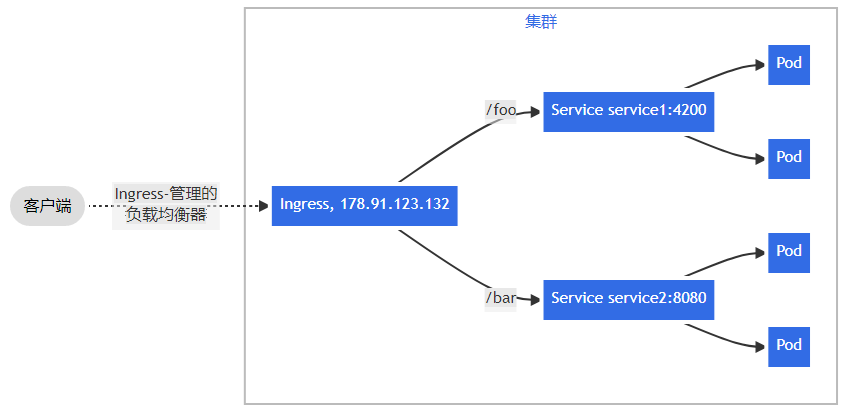 集群
客户端
Ingress-管理的
负载均衡器
Ingress, 178.91.123.132
/foo
Service service1:4200
Pod
Pod
/bar
Service service2:8080
Pod
Pod